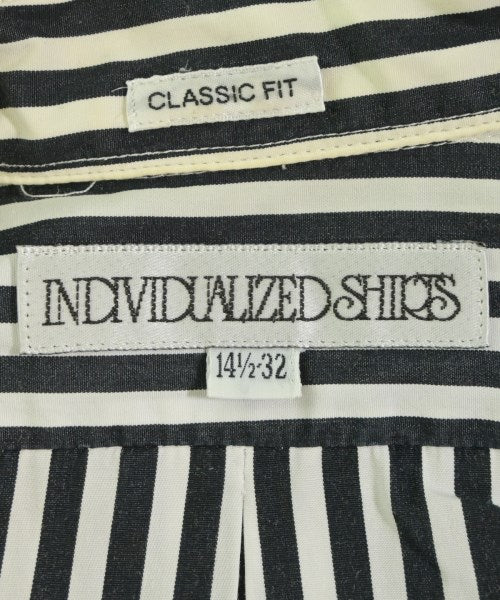 CLASSIC FIT
INDIVIDUALIZED SHIRTS
14½-32